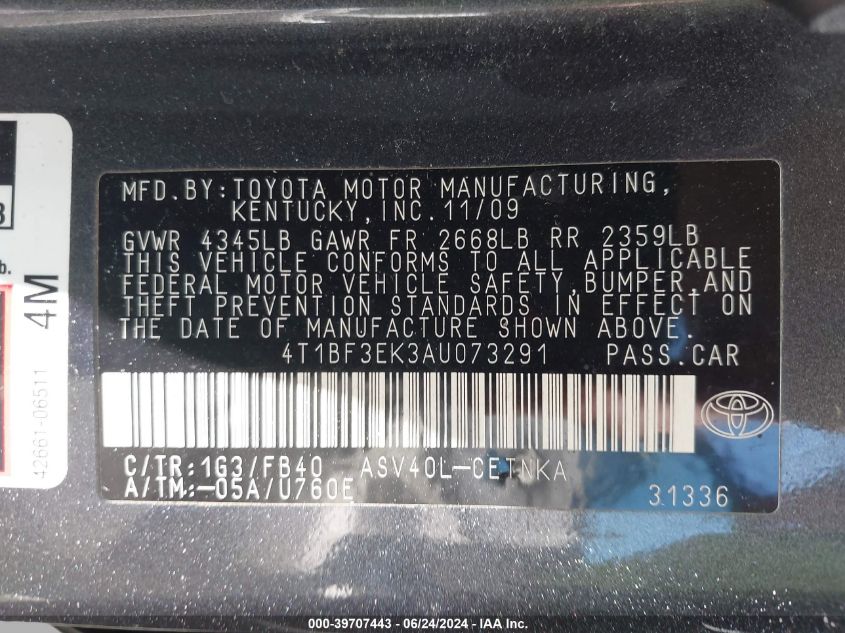 MFD.BY:TOYOTA MOTOR MANUFACTURING,
KENTUCKY,INC.11/09
GVWR 4345LB GAWR FR 2668LB RR 2359LB
THIS VEHICLE CONFORMS TO ALL APPLICABLE
FEDERAL MOTOR VEHICLE SAFETY,BUMPER,AND
THEFT PREVENTION STANDARDS IN EFFECT ON
THE DATE OF MANUFACTURE SHOWN ABOVE.
4T1BF3EK3AU073291 PASS.CAR
C/TR:1G3/FB40 ASV40L-CETNKA
A/TM:-05A/U760E 31336
b.
4M
42661-06511
000-39707443 - 06/24/2024 - IAA Inc.